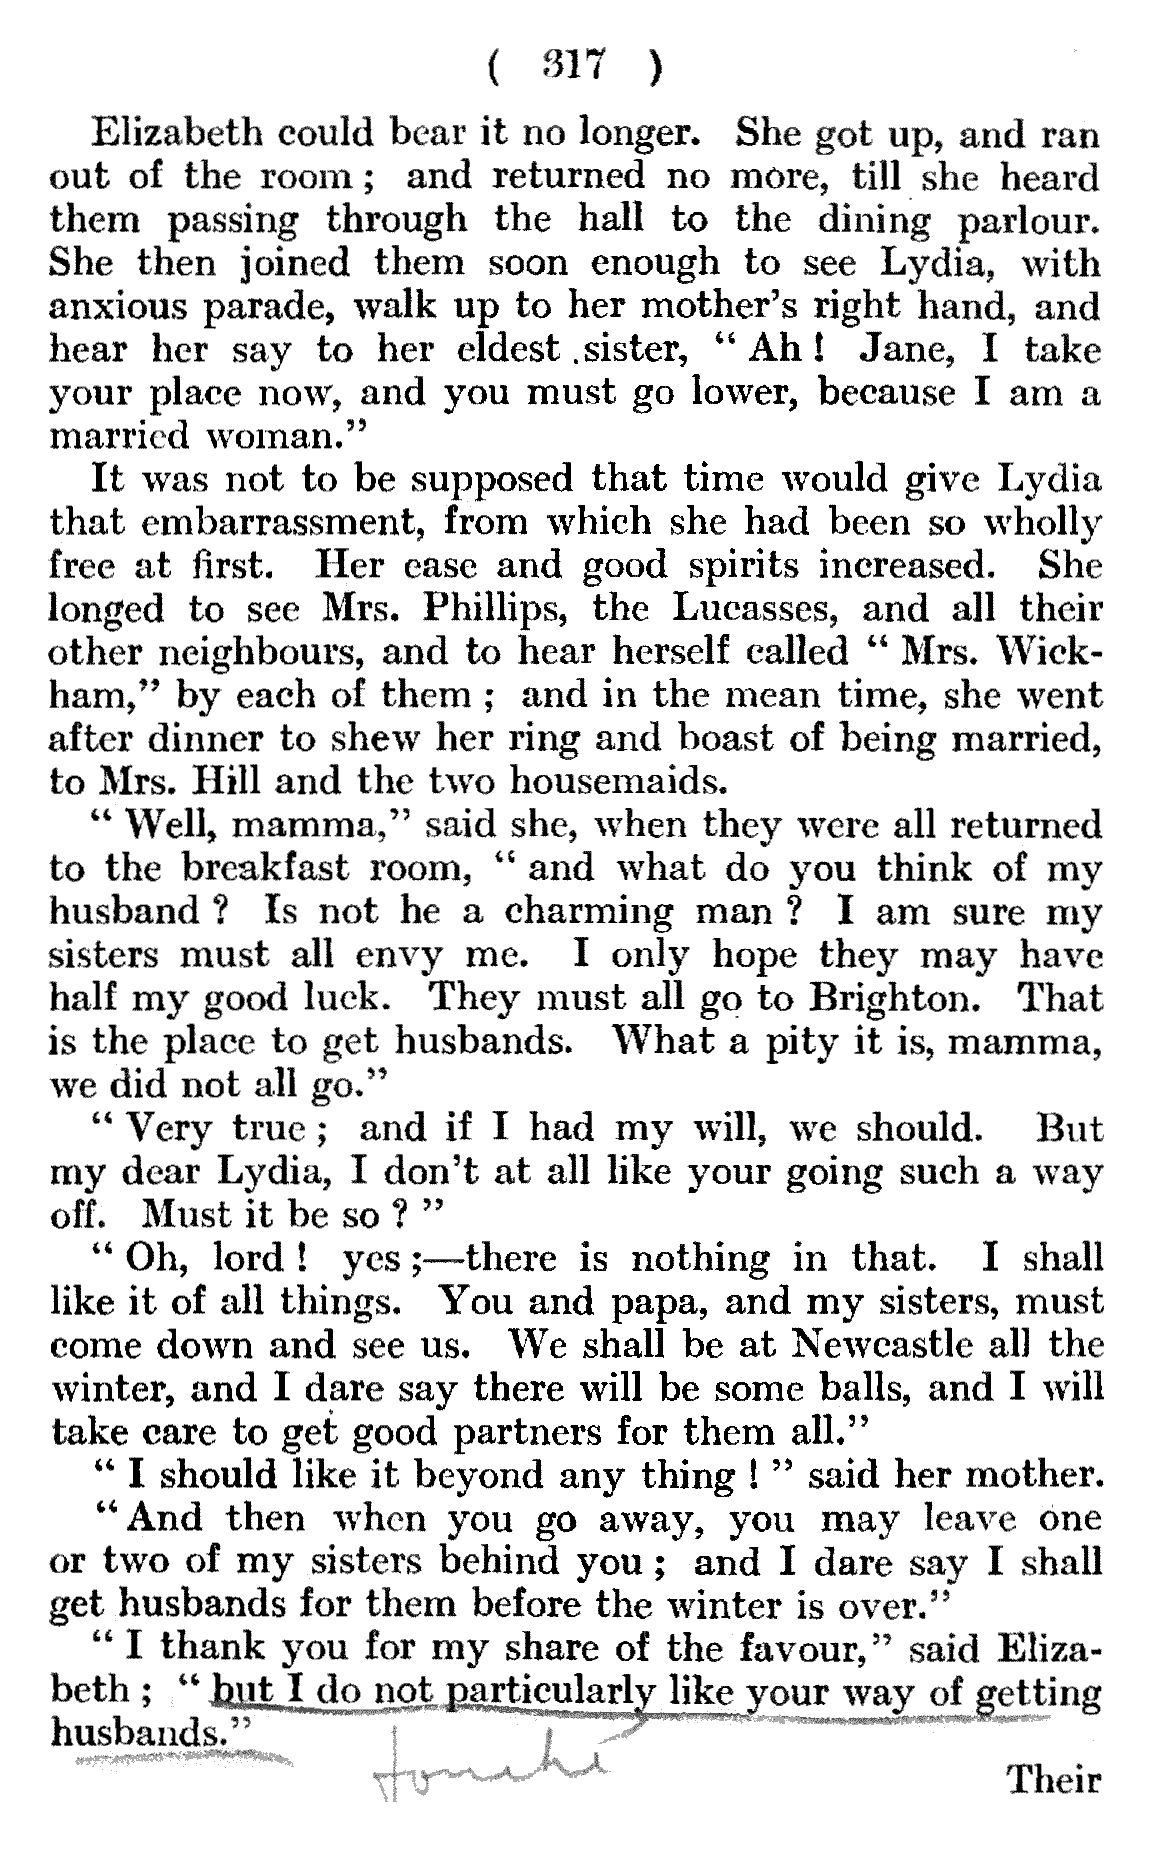 ( 317 )
Elizabeth could bear it no longer. She got up, and ran
out of the room ; and returned no more, till she heard
them passing through the hall to the dining parlour.
She then joined them soon enough to see Lydia, with
anxious parade, walk up to her mother's right hand, and
hear her say to her eldest sister, “ Ah ! Jane, I take
your place now, and you must go lower, because I am a
married woman.”
It was not to be supposed that time would give Lydia
that embarrassment, from which she had been so wholly
free at first. Her ease and good spirits increased. She
longed to see Mrs. Phillips, the Lucasses, and all their
other neighbours, and to hear herself called “ Mrs. Wick-
ham,” by each of them ; and in the mean time, she went
after dinner to shew her ring and boast of being married,
to Mrs. Hill and the two housemaids.
“ Well, mamma,” said she, when they were all returned
to the breakfast room, “ and what do you think of my
husband ? Is not he a charming man ? I am sure my
sisters must all envy me. I only hope they may have
half my good luck. They must all go to Brighton. That
is the place to get husbands. What a pity it is, mamma,
we did not all go.”
“ Very true ; and if I had my will, we should. But
my dear Lydia, I don't at all like your going such a way
off. Must it be so ? ”
“ Oh, lord ! yes ;—there is nothing in that. I shall
like it of all things. You and papa, and my sisters, must
come down and see us. We shall be at Newcastle all the
winter, and I dare say there will be some balls, and I will
take care to get good partners for them all.”
“ I should like it beyond any thing ! ” said her mother.
“ And then when you go away, you may leave one
or two of my sisters behind you ; and I dare say I shall
get husbands for them before the winter is over.”
“ I thank you for my share of the favour,” said Eliza-
beth ; “ but I do not particularly like your way of getting
husbands.”
Their